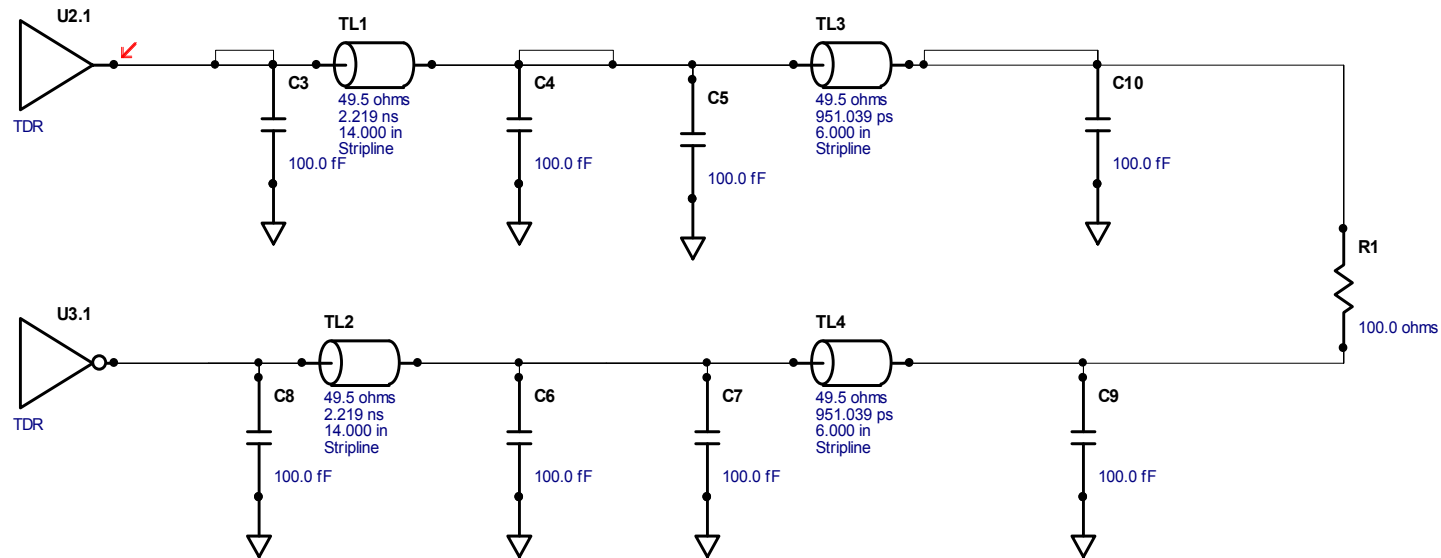 U2.1
TDR
C3
100.0 fF
TL1
49.5 ohms
2.219 ns
14.000 in
Stripline
C4
100.0 fF
C5
100.0 fF
TL3
49.5 ohms
951.039 ps
6.000 in
Stripline
C10
100.0 fF
R1
100.0 ohms
U3.1
TDR
C8
100.0 fF
TL2
49.5 ohms
2.219 ns
14.000 in
Stripline
C6
100.0 fF
C7
100.0 fF
TL4
49.5 ohms
951.039 ps
6.000 in
Stripline
C9
100.0 fF